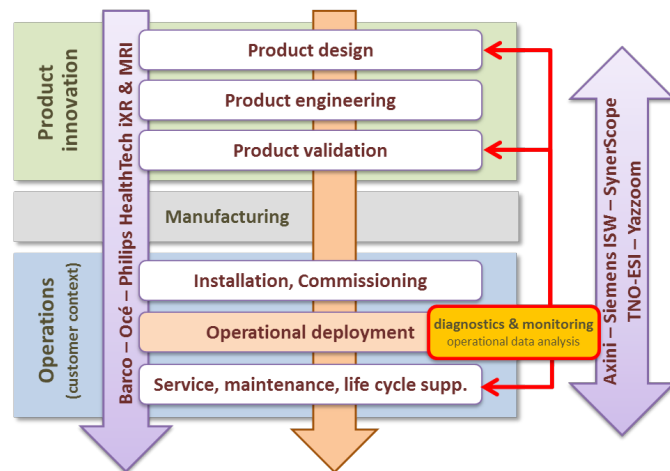 Product
innovation
Product design
Product engineering
Product validation
Manufacturing
Operations
(customer context)
Installation, Commissioning
Operational deployment
diagnostics & monitoring
operational data analysis
Service, maintenance, life cycle supp.
Barco – Océ – Philips HealthTech iXR & MRI
Axini – Siemens ISW – SynerScope
TNO-ESI – Yazzoom